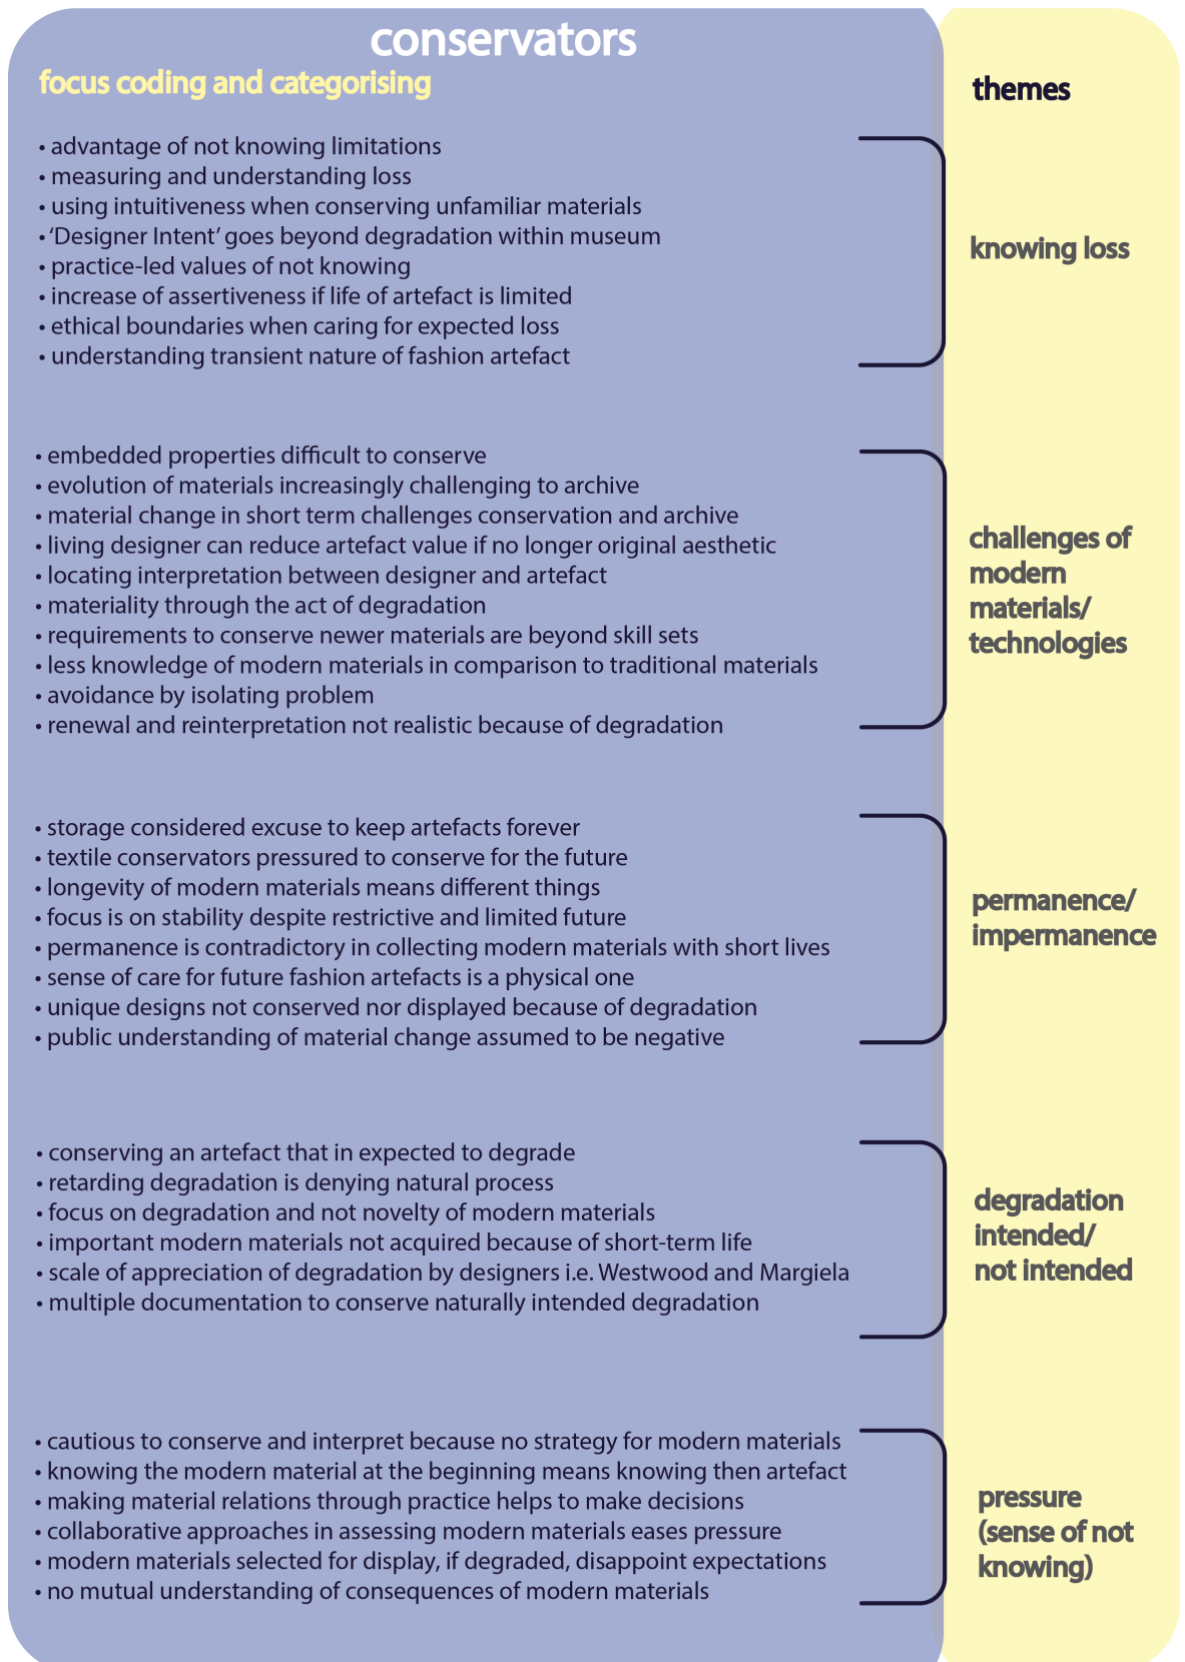 conservators
focus coding and categorising
themes
• advantage of not knowing limitations
• measuring and understanding loss
• using intuitiveness when conserving unfamiliar materials
• ‘Designer Intent’ goes beyond degradation within museum
• practice-led values of not knowing
• increase of assertiveness if life of artefact is limited
• ethical boundaries when caring for expected loss
• understanding transient nature of fashion artefact
knowing loss
• embedded properties difficult to conserve
• evolution of materials increasingly challenging to archive
• material change in short term challenges conservation and archive
• living designer can reduce artefact value if no longer original aesthetic
• locating interpretation between designer and artefact
• materiality through the act of degradation
• requirements to conserve newer materials are beyond skill sets
• less knowledge of modern materials in comparison to traditional materials
• avoidance by isolating problem
• renewal and reinterpretation not realistic because of degradation
challenges of
modern
materials/
technologies
• storage considered excuse to keep artefacts forever
• textile conservators pressured to conserve for the future
• longevity of modern materials means different things
• focus is on stability despite restrictive and limited future
• permanence is contradictory in collecting modern materials with short lives
• sense of care for future fashion artefacts is a physical one
• unique designs not conserved nor displayed because of degradation
• public understanding of material change assumed to be negative
permanence/
impermanence
• conserving an artefact that in expected to degrade
• retarding degradation is denying natural process
• focus on degradation and not novelty of modern materials
• important modern materials not acquired because of short-term life
• scale of appreciation of degradation by designers i.e. Westwood and Margiela
• multiple documentation to conserve naturally intended degradation
degradation
intended/
not intended
• cautious to conserve and interpret because no strategy for modern materials
• knowing the modern material at the beginning means knowing then artefact
• making material relations through practice helps to make decisions
• collaborative approaches in assessing modern materials eases pressure
• modern materials selected for display, if degraded, disappoint expectations
• no mutual understanding of consequences of modern materials
pressure
(sense of not
knowing)